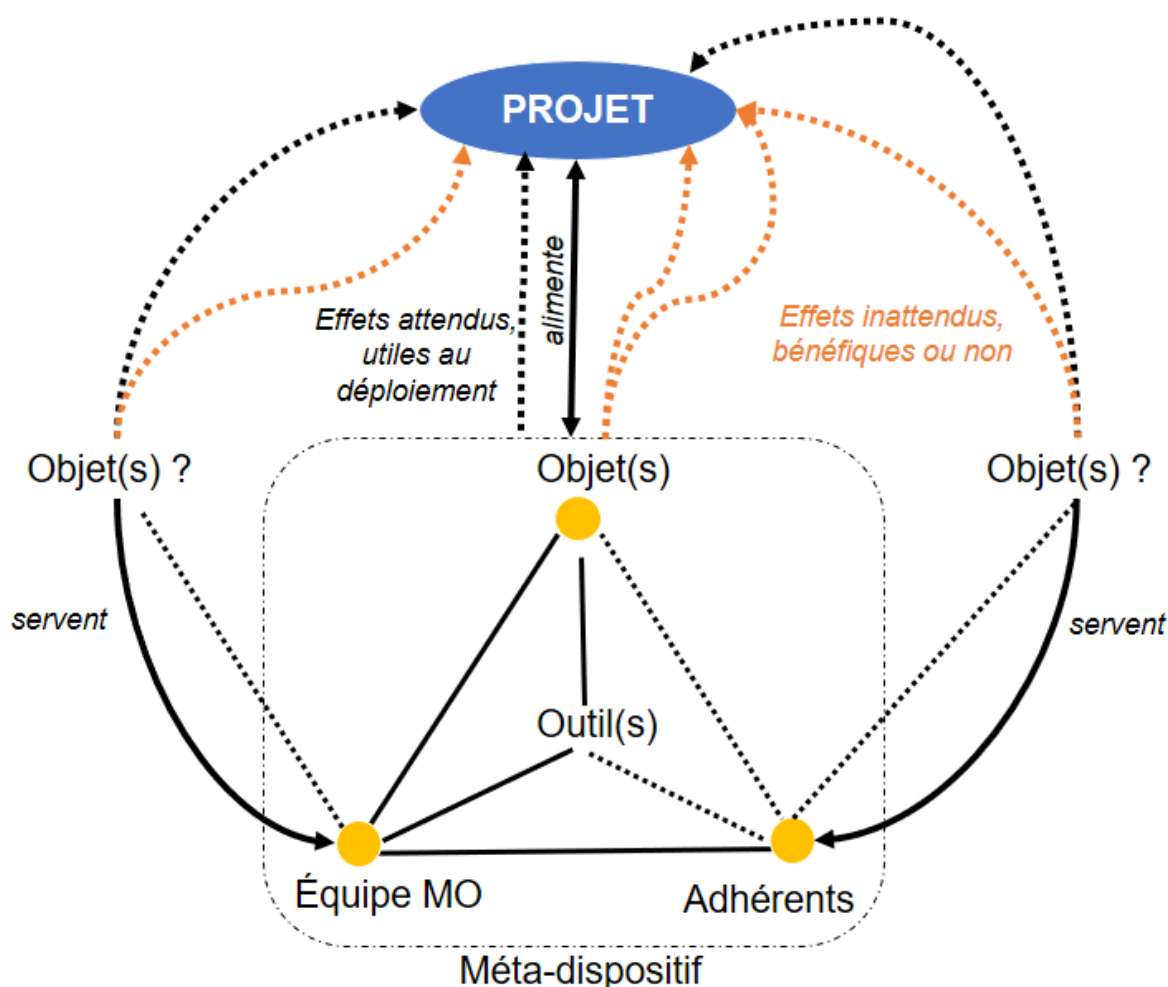 PROJET
alimente
Effets attendus,
utiles au
déploiement
Effets inattendus,
bénéfiques ou non
Objet(s) ?
Objet(s)
Objet(s) ?
servent
servent
Outil(s)
Équipe MO
Adhérents
Méta-dispositif